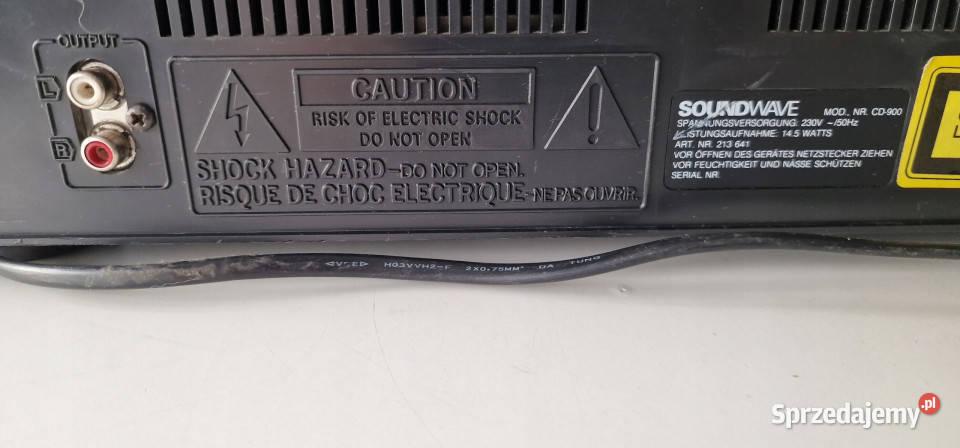 OUTPUT
L
R
CAUTION
RISK OF ELECTRIC SHOCK
DO NOT OPEN
SHOCK HAZARD-DO NOT OPEN.
RISQUE DE CHOC ELECTRIQUE-NE PAS OUVRIR.
SOUNDWAVE MOD., NR. CD-900
SPANNUNGSVERSORGUNG: 230V ~/50Hz
LEISTUNGSAUFNAHME: 14.5 WATTS
ART. NR. 213 641
VOR ÖFFNEN DES GERÄTES NETZSTECKER ZIEHEN
VOR FEUCHTIGKEIT UND NÄSSE SCHÜTZEN
SERIAL NR.
H03VVH2-F 2X0.75MM² DA TUNG
Sprzedajemy.pl